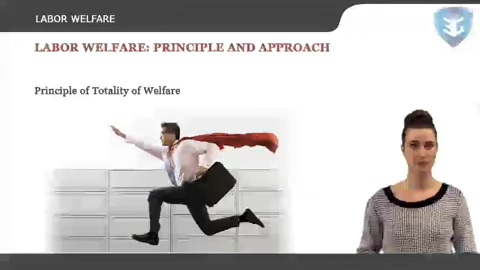 LABOR WELFARE
LABOR WELFARE: PRINCIPLE AND APPROACH
Principle of Totality of Welfare